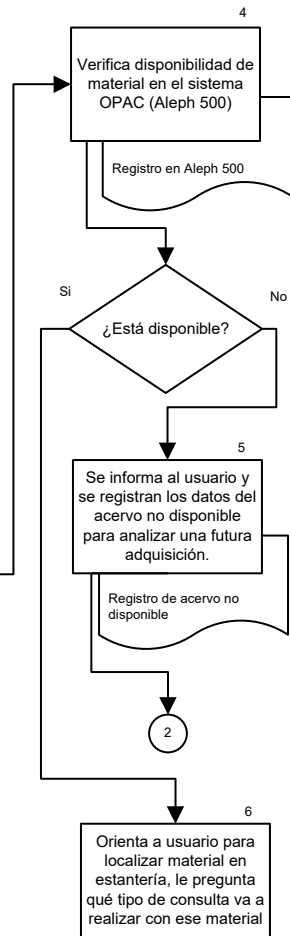 4
Verifica disponibilidad de
material en el sistema
OPAC (Aleph 500)
Registro en Aleph 500
Si
No
¿Está disponible?
5
Se informa al usuario y
se registran los datos del
acervo no disponible
para analizar una futura
adquisición.
Registro de acervo no
disponible
2
6
Orienta a usuario para
localizar material en
estantería, le pregunta
qué tipo de consulta va a
realizar con ese material